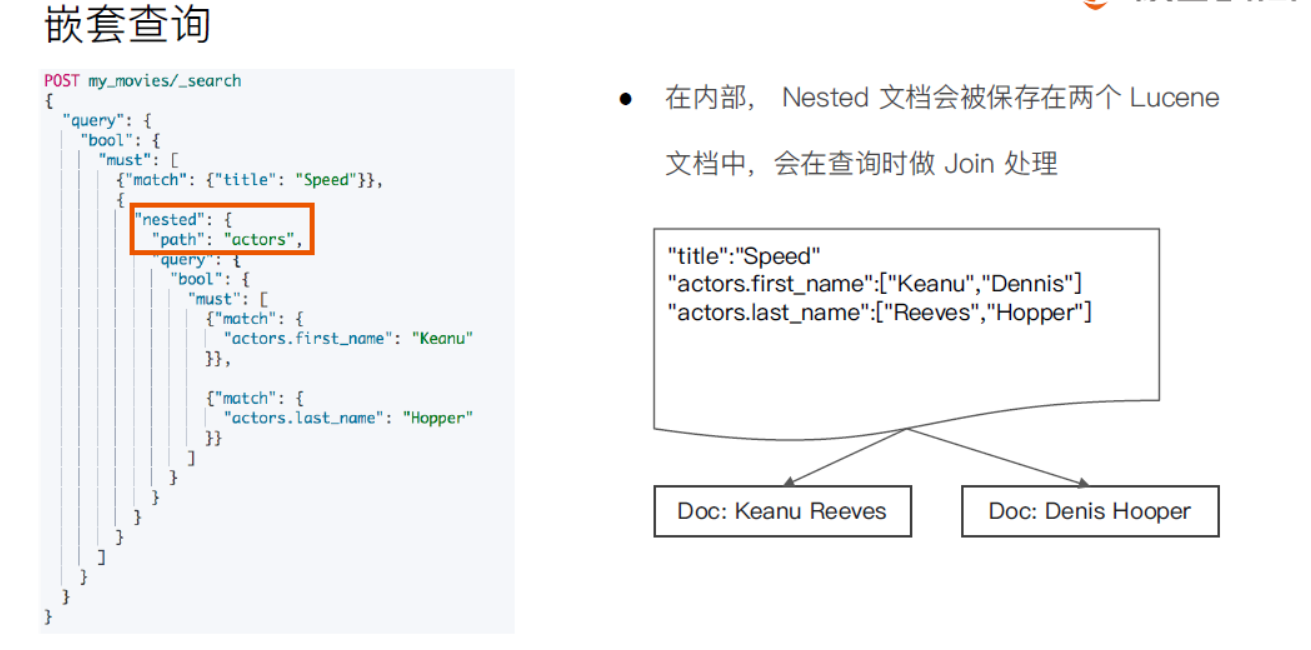 嵌套查询
POST my_movies/_search
{
"query": {
"bool": {
"must": [
{"match": {"title": "Speed"}},
{
"nested": {
"path": "actors",
"query": {
"bool": {
"must": [
{"match": {
"actors.first_name": "Keanu"
}},
{"match": {
"actors.last_name": "Hopper"
}}
]
}
}
}
}
]
}
}
}
● 在内部， Nested 文档会被保存在两个 Lucene
文档中，会在查询时做 Join 处理
"title":"Speed"
"actors.first_name":["Keanu","Dennis"]
"actors.last_name":["Reeves","Hopper"]
Doc: Keanu Reeves
Doc: Denis Hooper